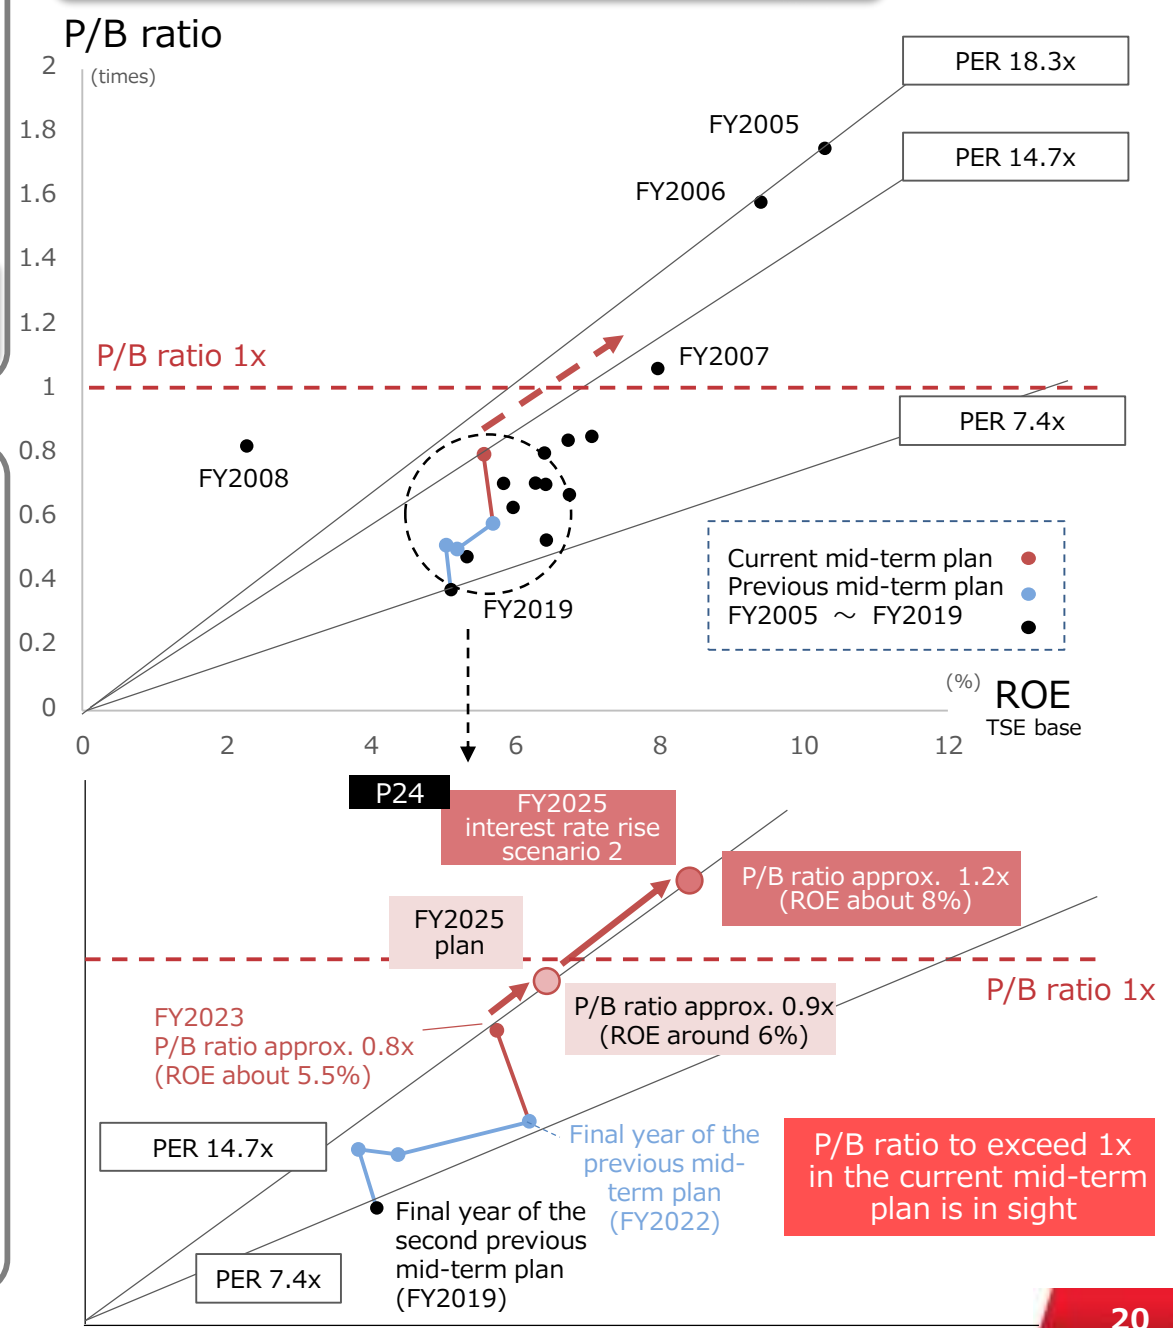 P/B ratio
(times)
2
1.8
1.6
1.4
1.2
1
0.8
0.6
0.4
0.2
0
PER 18.3x
FY2005
PER 14.7x
FY2006
P/B ratio 1x
FY2007
PER 7.4x
FY2008
FY2019
Current mid-term plan
Previous mid-term plan
FY2005 ～ FY2019
(%)
ROE
TSE base
0
2
4
6
8
10
12
P24
FY2025
interest rate rise
scenario 2
P/B ratio approx. 1.2x
(ROE about 8%)
FY2025
plan
P/B ratio 1x
P/B ratio approx. 0.9x
(ROE around 6%)
FY2023
P/B ratio approx. 0.8x
(ROE about 5.5%)
PER 14.7x
Final year of the
previous mid-
term plan
(FY2022)
P/B ratio to exceed 1x
in the current mid-term
plan is in sight
Final year of the
second previous
mid-term plan
(FY2019)
PER 7.4x
20